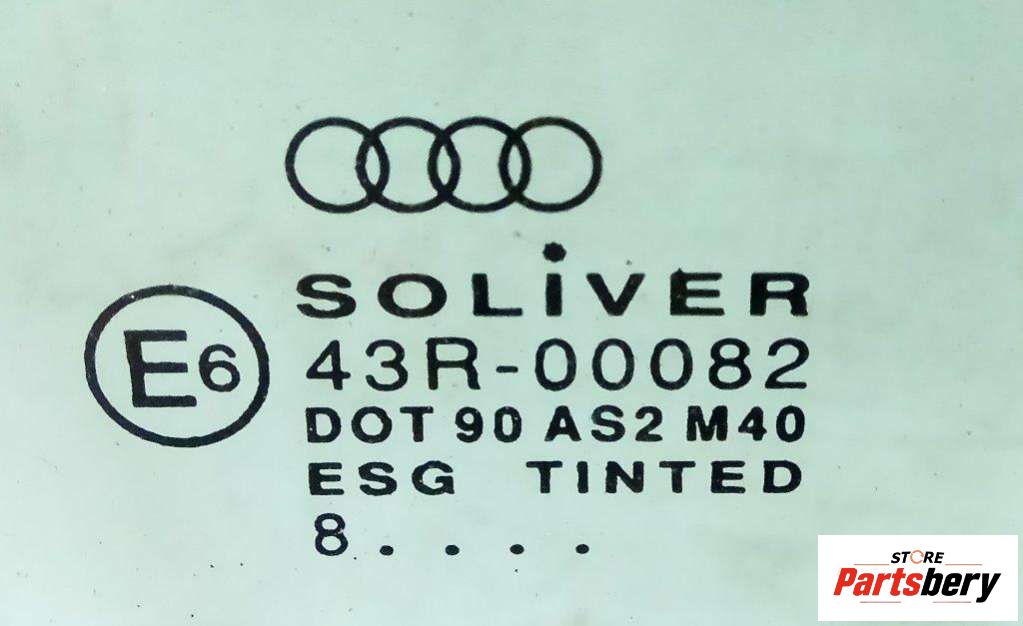 SOLiVER
E6
43R-00082
DOT 90 AS2 M40
ESG TINTED
8....
STORE
Partsbery